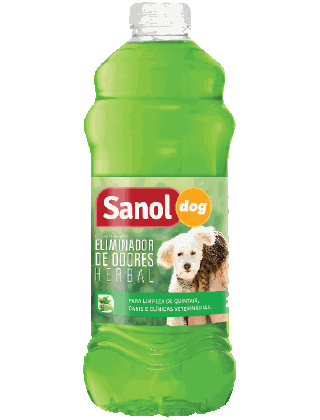 Sanol dog
ELIMINADOR
DE ODORES
HERBAL
PARA LIMPEZA DE QUINTAIS,
CANIS E CLÍNICAS VETERINÁRIAS.